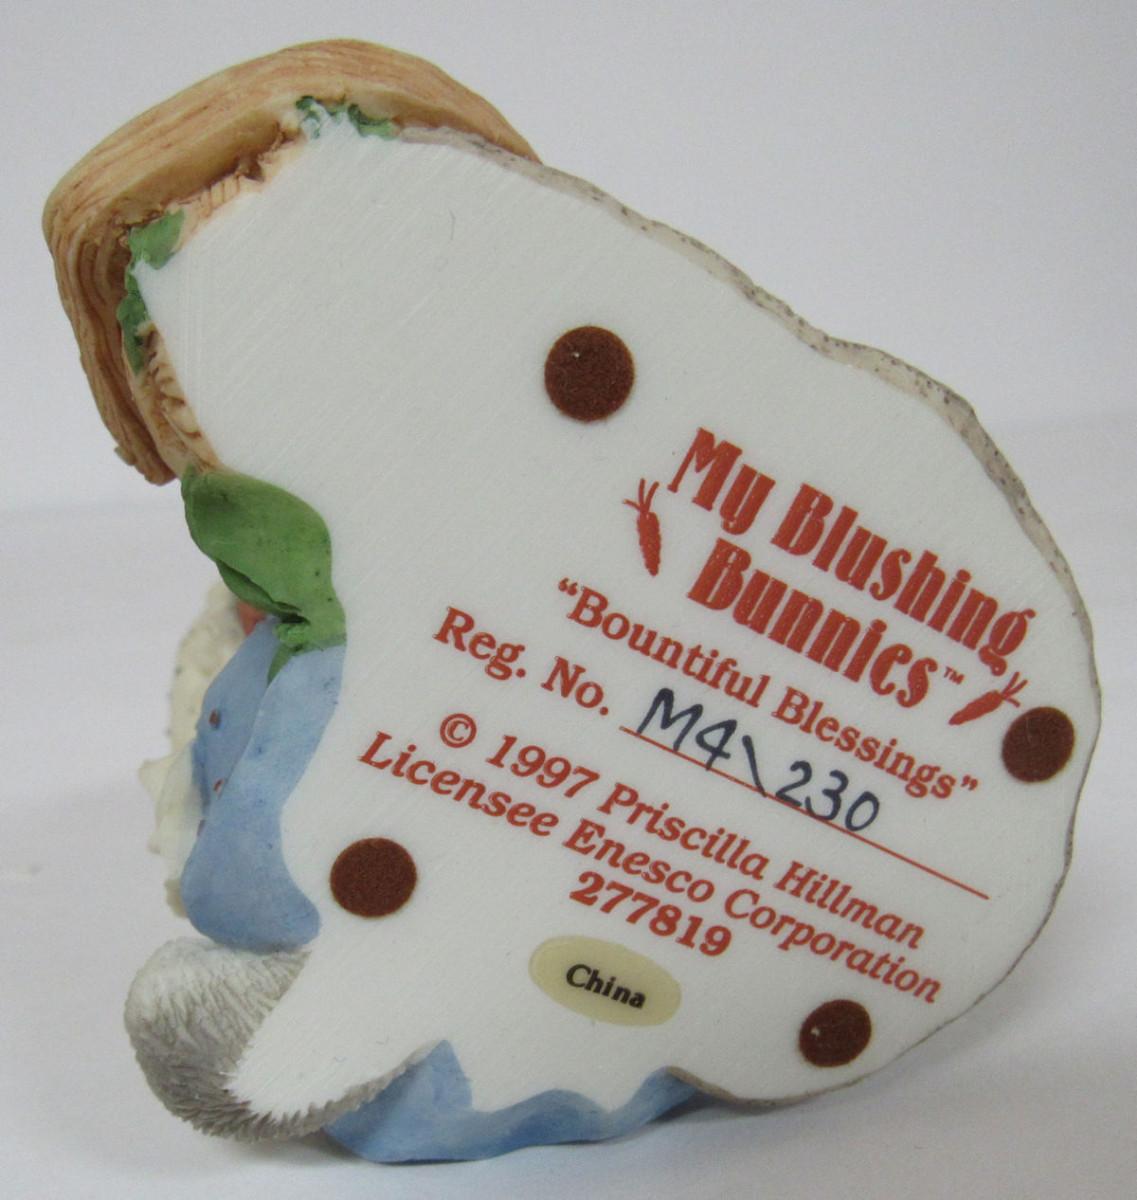 My Blushing
Bunnies™
“Bountiful Blessings”
Reg. No. M4\230
© 1997 Priscilla Hillman
Licensee Enesco Corporation
277819
China